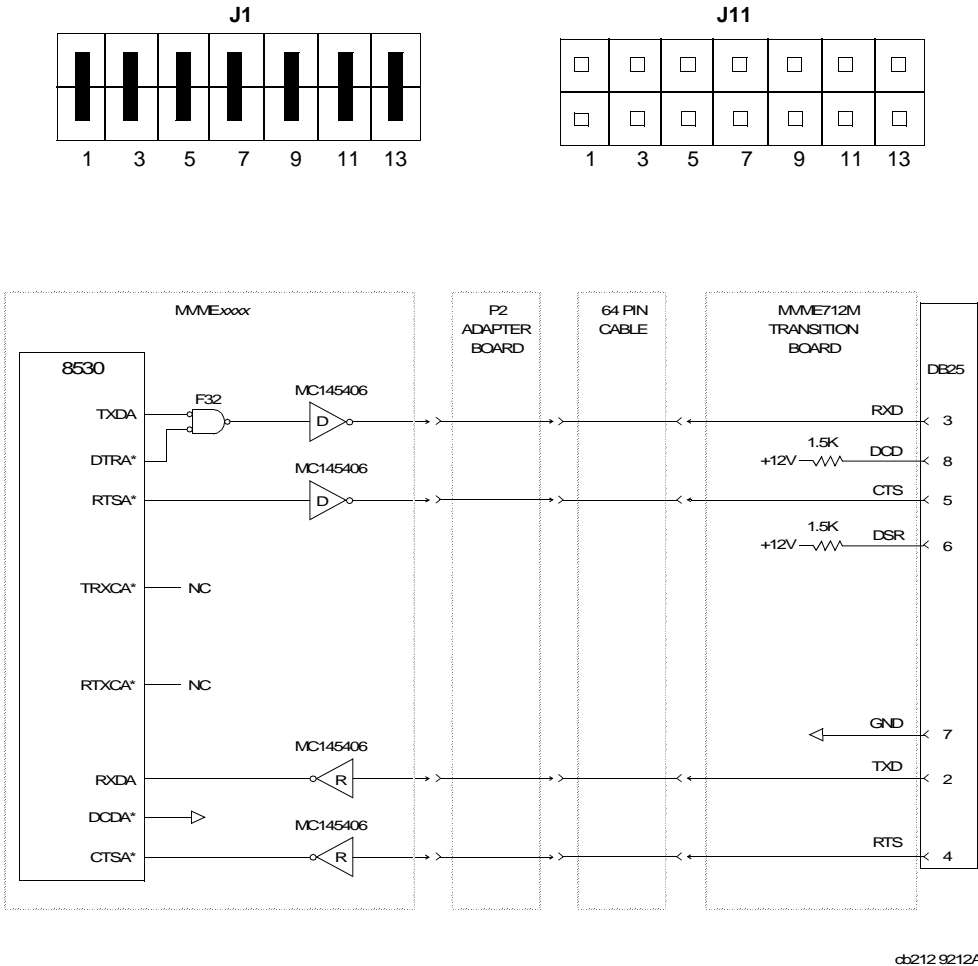 J1 J11
1 3 5 7 9 11 13 1 3 5 7 9 11 13
MVMExxxx P2 ADAPTER BOARD 64 PIN CABLE MVME712M TRANSITION BOARD
8530 DB25
F32 MC145406
TXDA D RXD 3
1.5K
DTRA* +12V DCD 8
MC145406
RTSA* D CTS 5
1.5K
+12V DSR 6
TRXCA* NC
RTXCA* NC
GND 7
MC145406
RXDA R TXD 2
DCDA*
MC145406
CTSA* R RTS 4
cb212 9212A